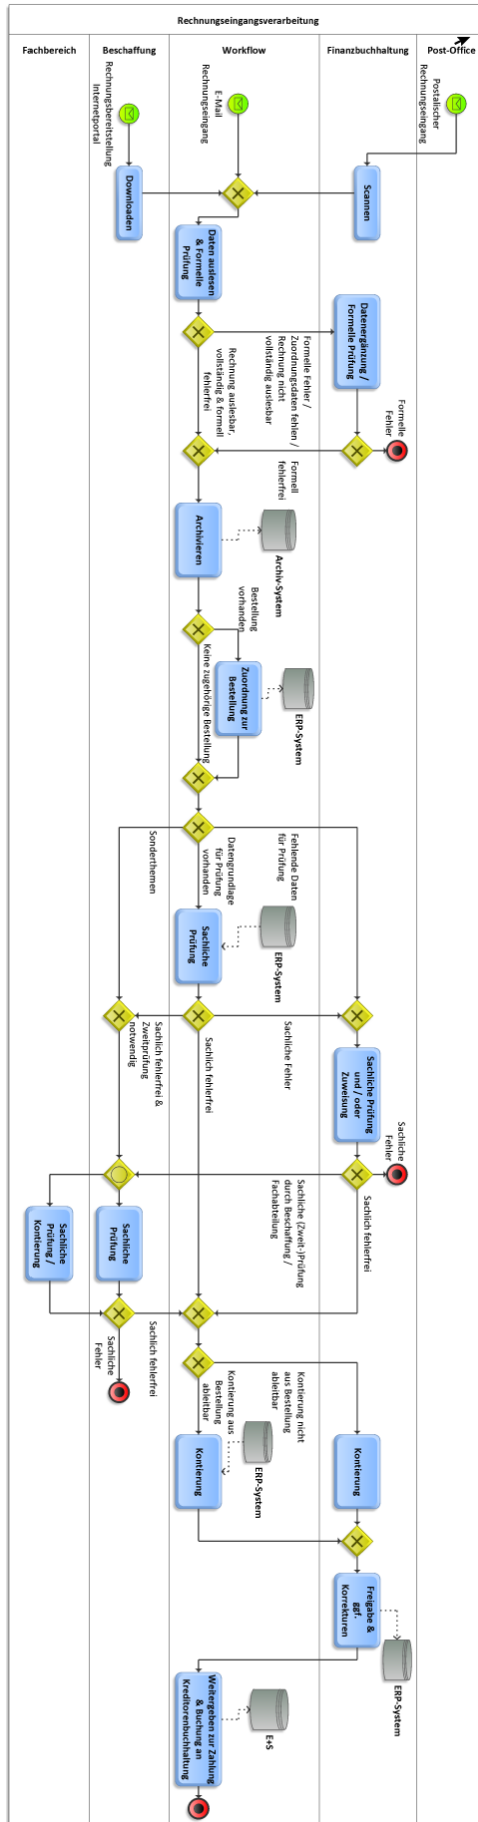 Rechnungseingangsverarbeitung
Fachbereich
Beschaffung
Workflow
Finanzbuchhaltung
Post-Office
Rechnungsbereitstellung
Internetportal
E-Mail
Rechnungseingang
Postalischer
Rechnungseingang
Downloaden
Scannen
Daten auslesen
& Formelle
Prüfung
Formelle Fehler /
Zuordnungsdaten fehlen /
Rechnung nicht
vollständig auslesbar
Datenergänzung /
Formelle Prüfung
Rechnung auslesbar,
vollständig & formell
fehlerfrei
Formelle
Fehler
Formell
fehlerfrei
Archivieren
Archiv-System
Bestellung
vorhanden
Keine zugehörige Bestellung
Zuordnung zur
Bestellung
ERP-System
Sonderthemen
Datengrundlage
für Prüfung
vorhanden
Fehlende Daten
für Prüfung
Sachliche
Prüfung
ERP-System
Sachlich fehlerfrei &
Zweitprüfung
notwendig
Sachlich fehlerfrei
Sachliche Fehler
Sachliche Prüfung
und / oder
Zuweisung
Sachliche
Fehler
Sachliche (Zweit-)Prüfung
durch Beschaffung /
Fachabteilung
Sachlich fehlerfrei
Sachliche
Prüfung /
Kontierung
Sachliche
Prüfung
Sachliche
Fehler
Sachlich fehlerfrei
Kontierung aus
Bestellung
ableitbar
Kontierung nicht
aus Bestellung
ableitbar
Kontierung
ERP-System
Kontierung
Freigabe &
ggf.
Korrekturen
ERP-System
Weitergeben zur Zahlung
& Buchung an
Kreditorenbuchhaltung
E+S